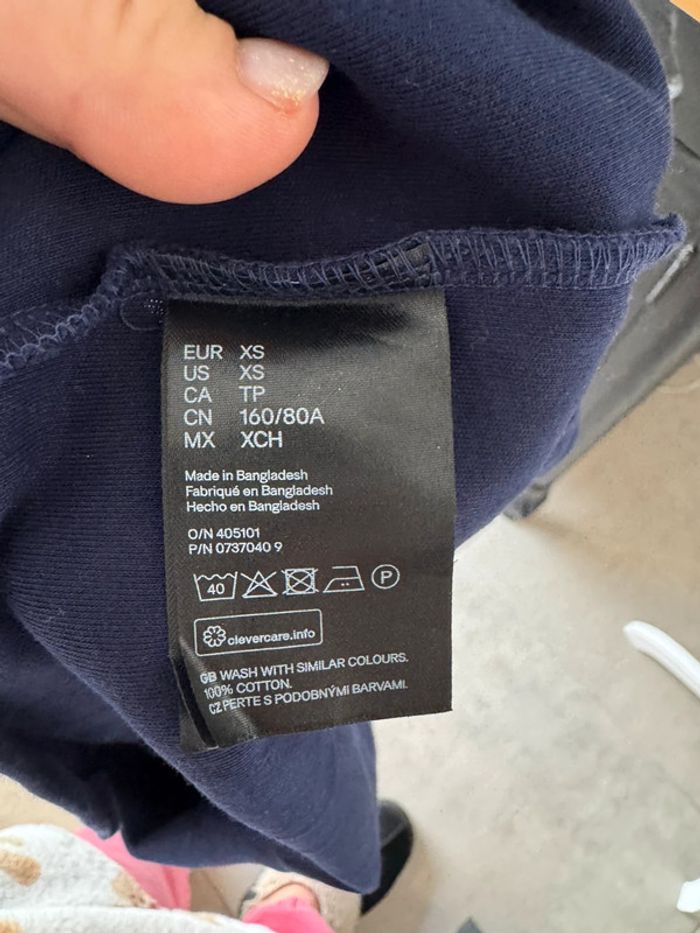 EUR XS
US XS
CA TP
CN 160/80A
MX XCH
Made in Bangladesh
Fabriqué en Bangladesh
Hecho en Bangladesh
O/N 405101
P/N 0737040 9
40 P
clevercare.info
GB WASH WITH SIMILAR COLOURS.
100% COTTON.
CZ PERTE S PODOBNÝMI BARVAMI.